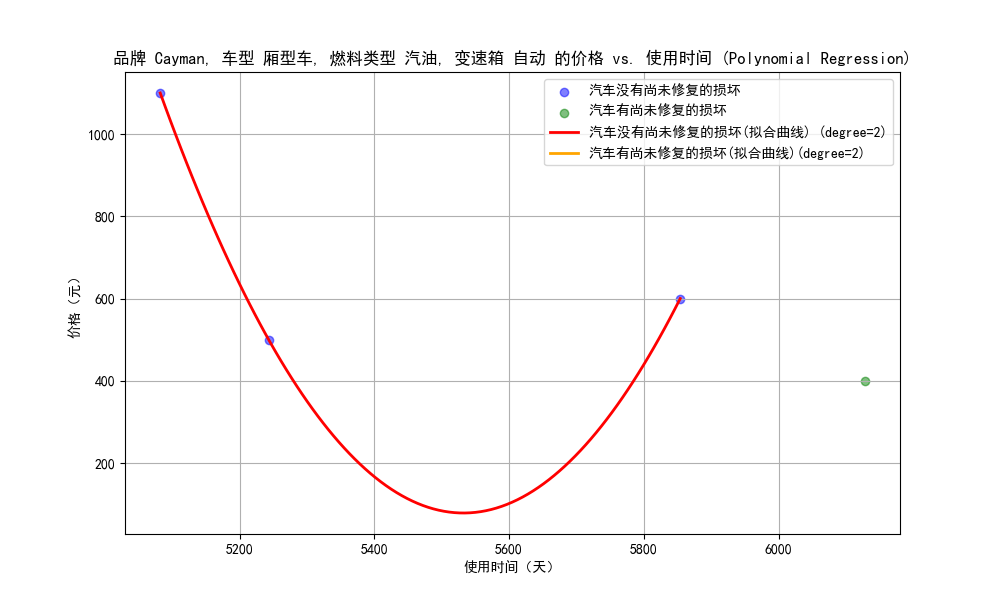 品牌 Cayman, 车型 厢型车, 燃料类型 汽油, 变速箱 自动 的价格 vs. 使用时间 (Polynomial Regression)
汽车没有尚未修复的损坏
汽车有尚未修复的损坏
汽车没有尚未修复的损坏(拟合曲线) (degree=2)
汽车有尚未修复的损坏(拟合曲线)(degree=2)
价格（元）
1000
800
600
400
200
5200
5400
5600
5800
6000
使用时间（天）